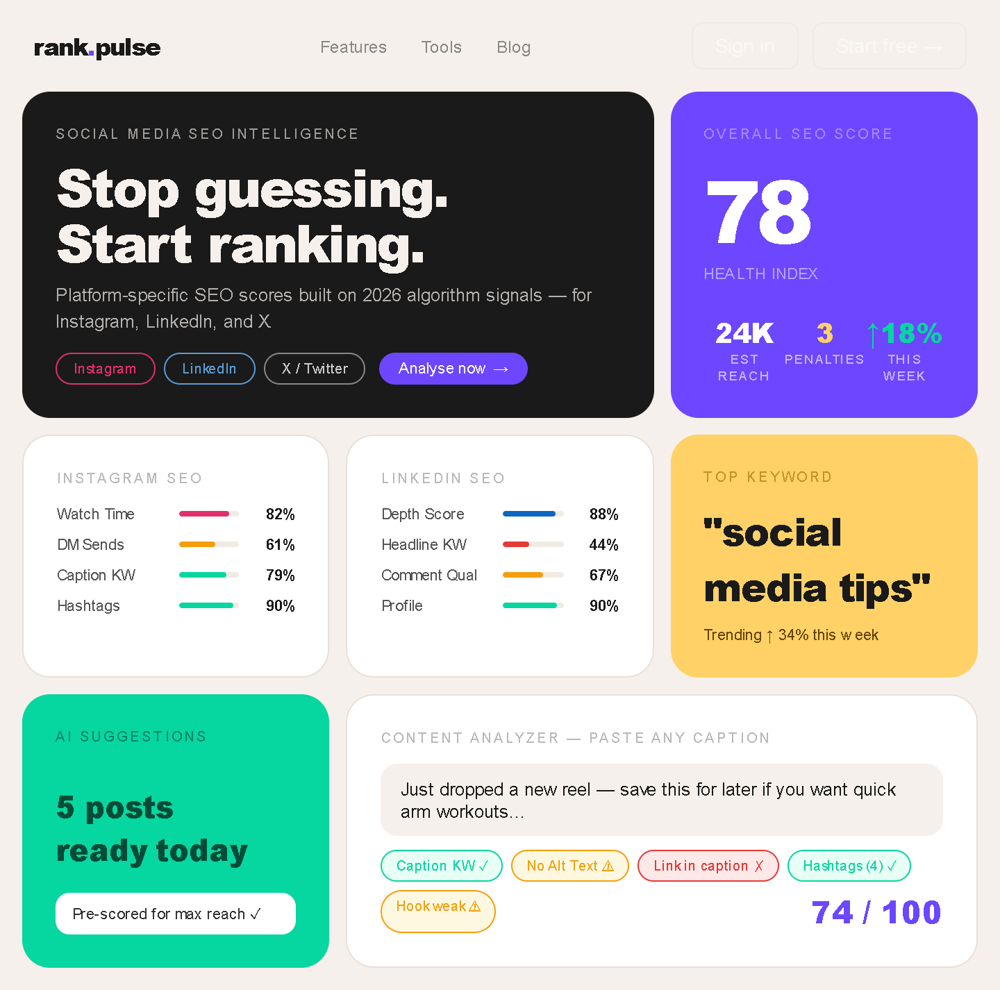 rank.pulse
Features
Tools
Blog
Sign in
Start free →
SOCIAL MEDIA SEO INTELLIGENCE
Stop guessing.
Start ranking.
Platform-specific SEO scores built on 2026 algorithm signals — for
Instagram, LinkedIn, and X
Instagram
LinkedIn
X / Twitter
Analyse now →
OVERALL SEO SCORE
78
HEALTH INDEX
24K
EST
REACH
3
PENALTIES
↑18%
THIS
WEEK
INSTAGRAM SEO
Watch Time 82%
DM Sends 61%
Caption KW 79%
Hashtags 90%
LINKEDIN SEO
Depth Score 88%
Headline KW 44%
Comment Qual 67%
Profile 90%
TOP KEYWORD
"social
media tips"
Trending ↑ 34% this week
AI SUGGESTIONS
5 posts
ready today
Pre-scored for max reach ✓
CONTENT ANALYZER — PASTE ANY CAPTION
Just dropped a new reel — save this for later if you want quick
arm workouts...
Caption KW ✓
No Alt Text ⚠
Link in caption ✗
Hashtags (4) ✓
Hook weak ⚠
74 / 100